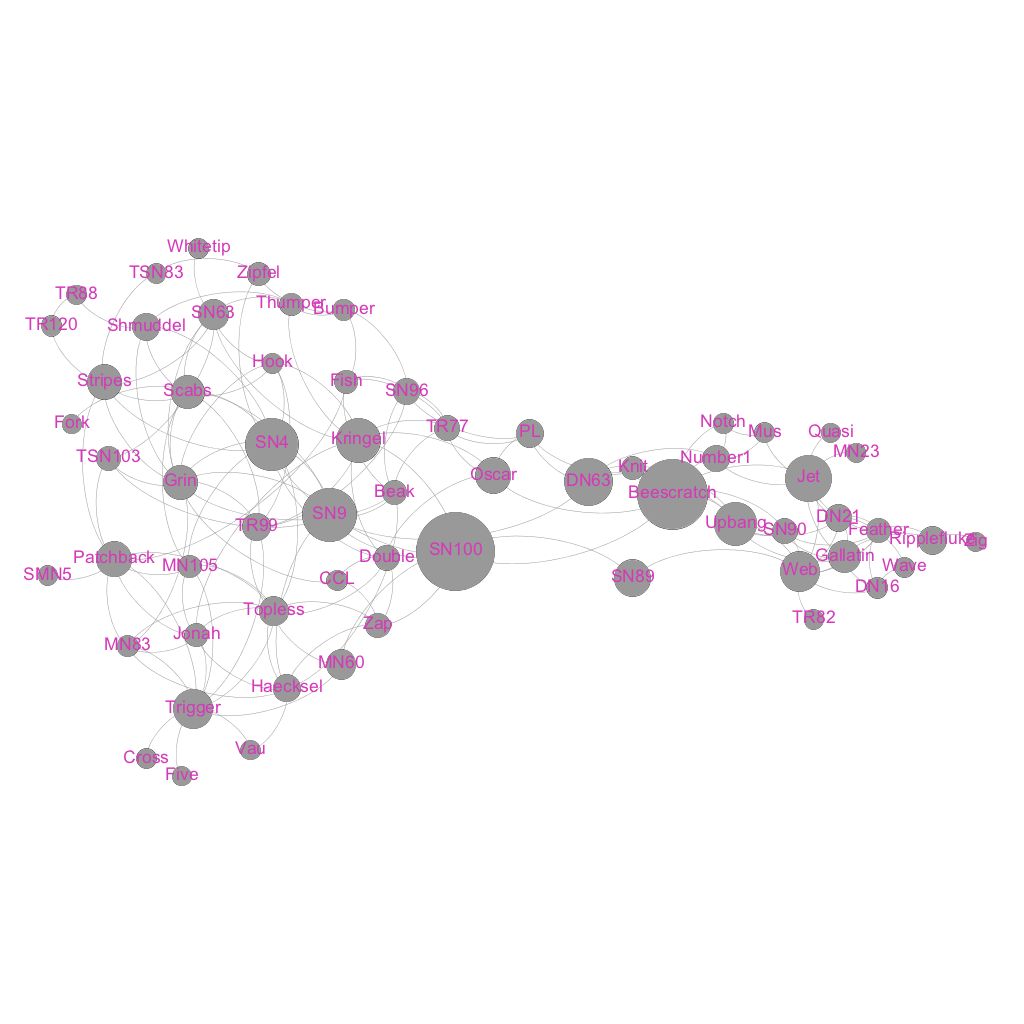 Whitetip
TSN83
Zipfel
TR88
Thumper
Bumper
SN63
TR120
Shmuddel
Hook
Stripes
Fish
Scabs
SN96
Fork
TR77
PL
Notch
Mus
Quasi
SN4
Kringel
MN23
TSN103
Number1
Knit
Grin
Oscar
DN63
Jet
Beak
Beescratch
SN9
DN21
TR99
Upbang
SN90
Feather
Ripplefluke
Zig
Patchback
Double
SN100
Gallatin
SMN5
MN105
CCL
SN89
Web
Wave
DN16
Topless
TR82
Zap
MN83
Jonah
MN60
Haecksel
Trigger
Vau
Cross
Five